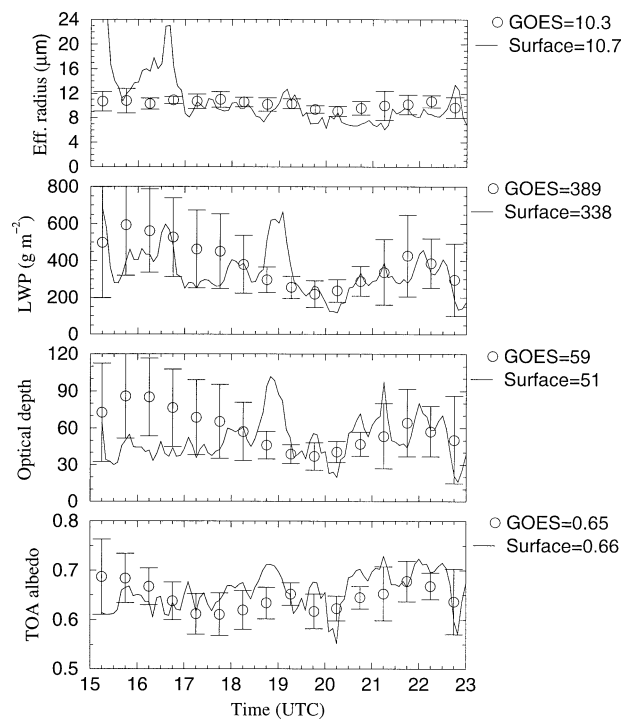 24
20
16
12
8
4
0
Eff. radius (μm)
GOES=10.3
Surface=10.7
800
600
400
200
0
LWP (g m⁻²)
GOES=389
Surface=338
120
90
60
30
0
Optical depth
GOES=59
Surface=51
0.8
0.7
0.6
0.5
TOA albedo
GOES=0.65
Surface=0.66
15 16 17 18 19 20 21 22 23
Time (UTC)